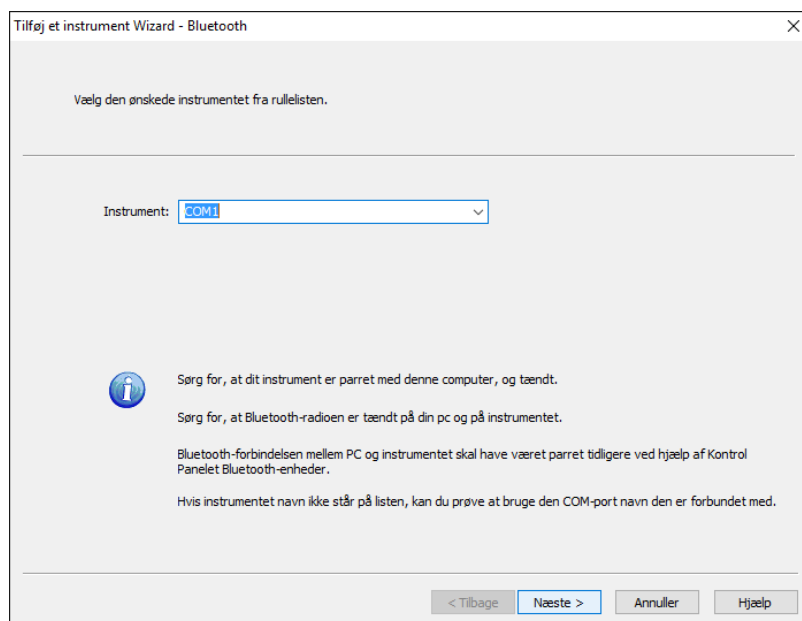 Tilføj et instrument Wizard - Bluetooth
Vælg den ønskede instrumentet fra rullelisten.
Instrument: COM1
Sørg for, at dit instrument er parret med denne computer, og tændt.
Sørg for, at Bluetooth-radioen er tændt på din pc og på instrumentet.
Bluetooth-forbindelsen mellem PC og instrumentet skal have været parret tidligere ved hjælp af Kontrol
Panelet Bluetooth-enheder.
Hvis instrumentet navn ikke står på listen, kan du prøve at bruge den COM-port navn den er forbundet med.
< Tilbage Næste > Annuller Hjælp